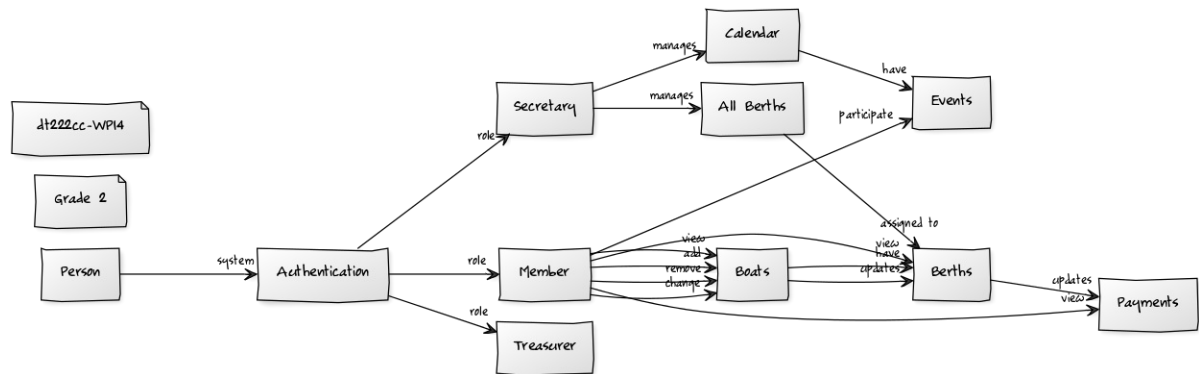 Calendar
manages
have
Secretary
manages
All Berths
Events
dt222cc-WP14
participate
role
Grade 2
assigned to
view
view
add
have
Person
system
Authentication
role
Member
remove
Boats
updates
Berths
change
updates
view
Payments
role
Treasurer